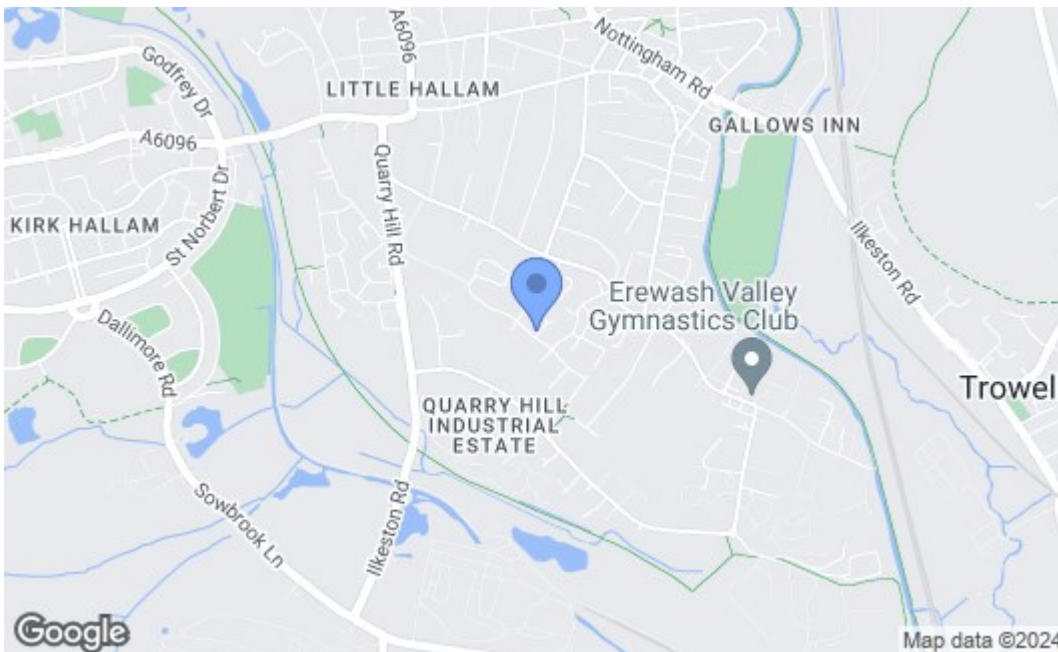 Godfrey Dr
A6096
Nottingham Rd
LITTLE HALLAM
GALLOWS INN
A6096
Quarry Hill Rd
St Norbert Dr
KIRK HALLAM
Ilkeston Rd
Erewash Valley
Gymnastics Club
Dallimore Rd
Trowel
QUARRY HILL
INDUSTRIAL
ESTATE
Sowbrook Ln
Ilkeston Rd
Google
Map data ©2024